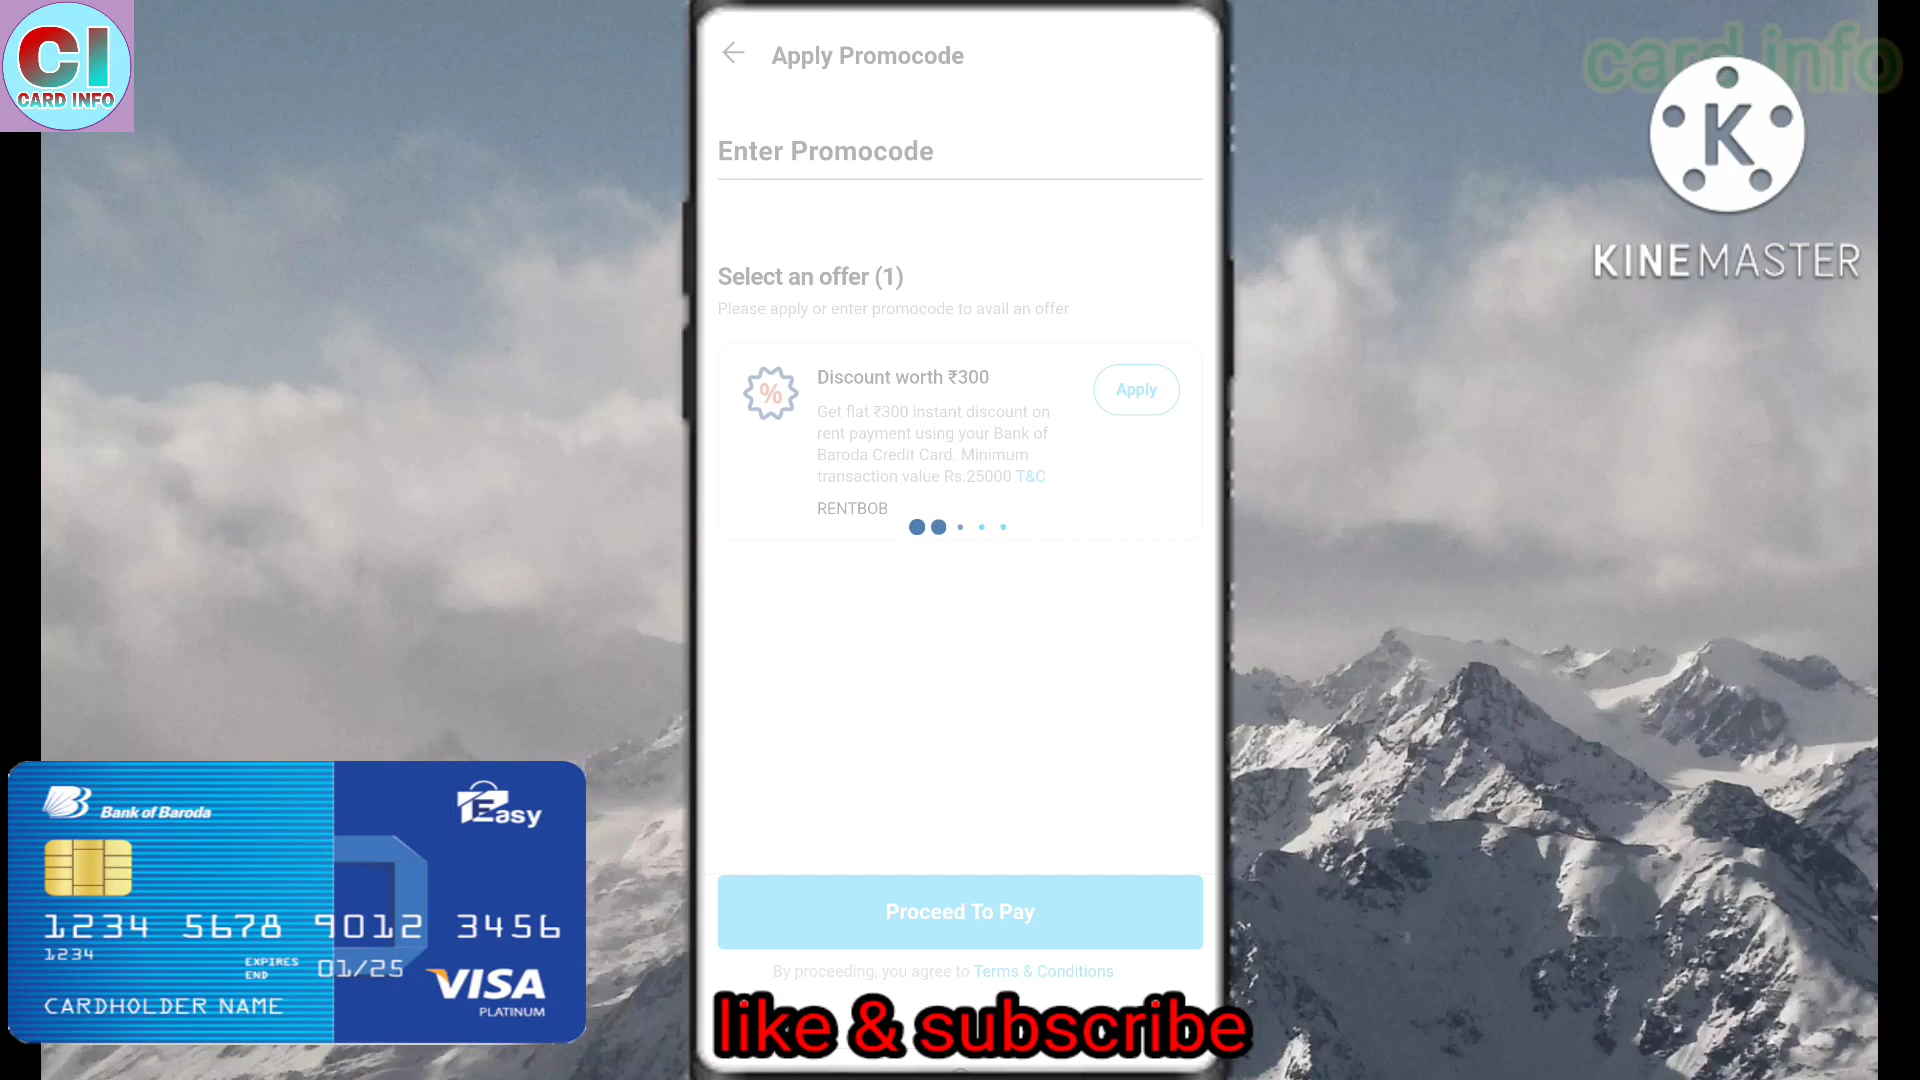 CI
CARD INFO
card info
K
KINEMASTER
Apply Promocode
Enter Promocode
Select an offer (1)
Please apply or enter promocode to avail an offer
%
Discount worth ₹300
Apply
Get flat ₹300 instant discount on
rent payment using your Bank of
Baroda Credit Card. Minimum
transaction value Rs.25000 T&C
RENTBOB
Proceed To Pay
By proceeding, you agree to Terms & Conditions
like & subscribe
Bank of Baroda
Easy
1234 5678 9012 3456
1234
EXPIRES
END
01/25
CARDHOLDER NAME
VISA
PLATINUM